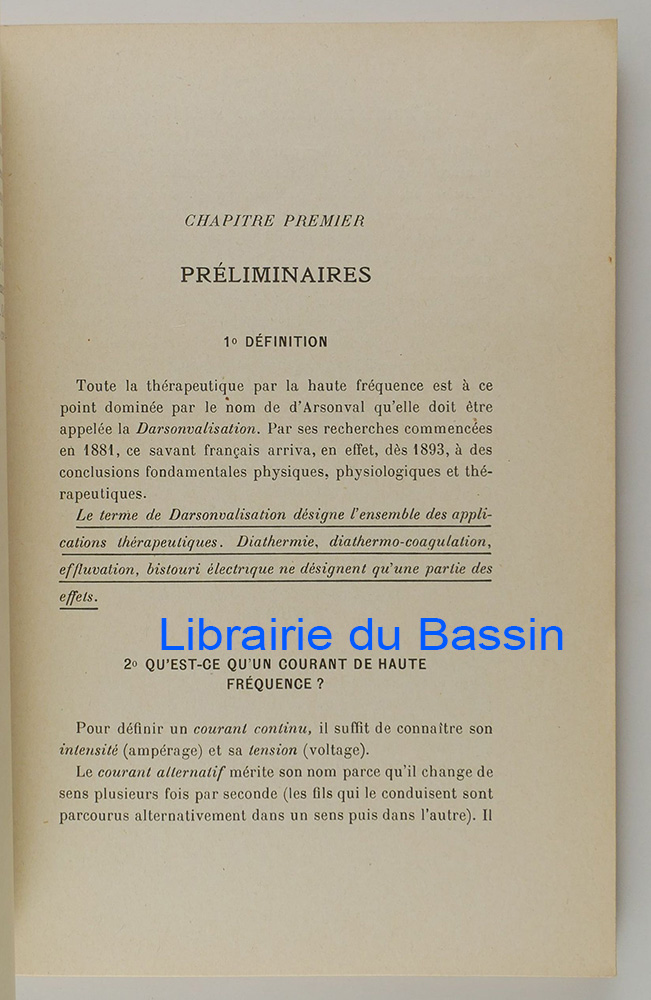 CHAPITRE PREMIER
PRÉLIMINAIRES
1o DÉFINITION
Toute la thérapeutique par la haute fréquence est à ce
point dominée par le nom de d'Arsonval qu'elle doit être
appelée la Darsonvalisation. Par ses recherches commencées
en 1881, ce savant français arriva, en effet, dès 1893, à des
conclusions fondamentales physiques, physiologiques et thé-
rapeutiques.
Le terme de Darsonvalisation désigne l'ensemble des appli-
cations thérapeutiques. Diathermie, diathermo-coagulation,
effluvation, bistouri électrique ne désignent qu'une partie des
effets.
Librairie du Bassin
2o QU'EST-CE QU'UN COURANT DE HAUTE
FRÉQUENCE ?
Pour définir un courant continu, il suffit de connaître son
intensité (ampérage) et sa tension (voltage).
Le courant alternatif mérite son nom parce qu'il change de
sens plusieurs fois par seconde (les fils qui le conduisent sont
parcourus alternativement dans un sens puis dans l'autre). Il